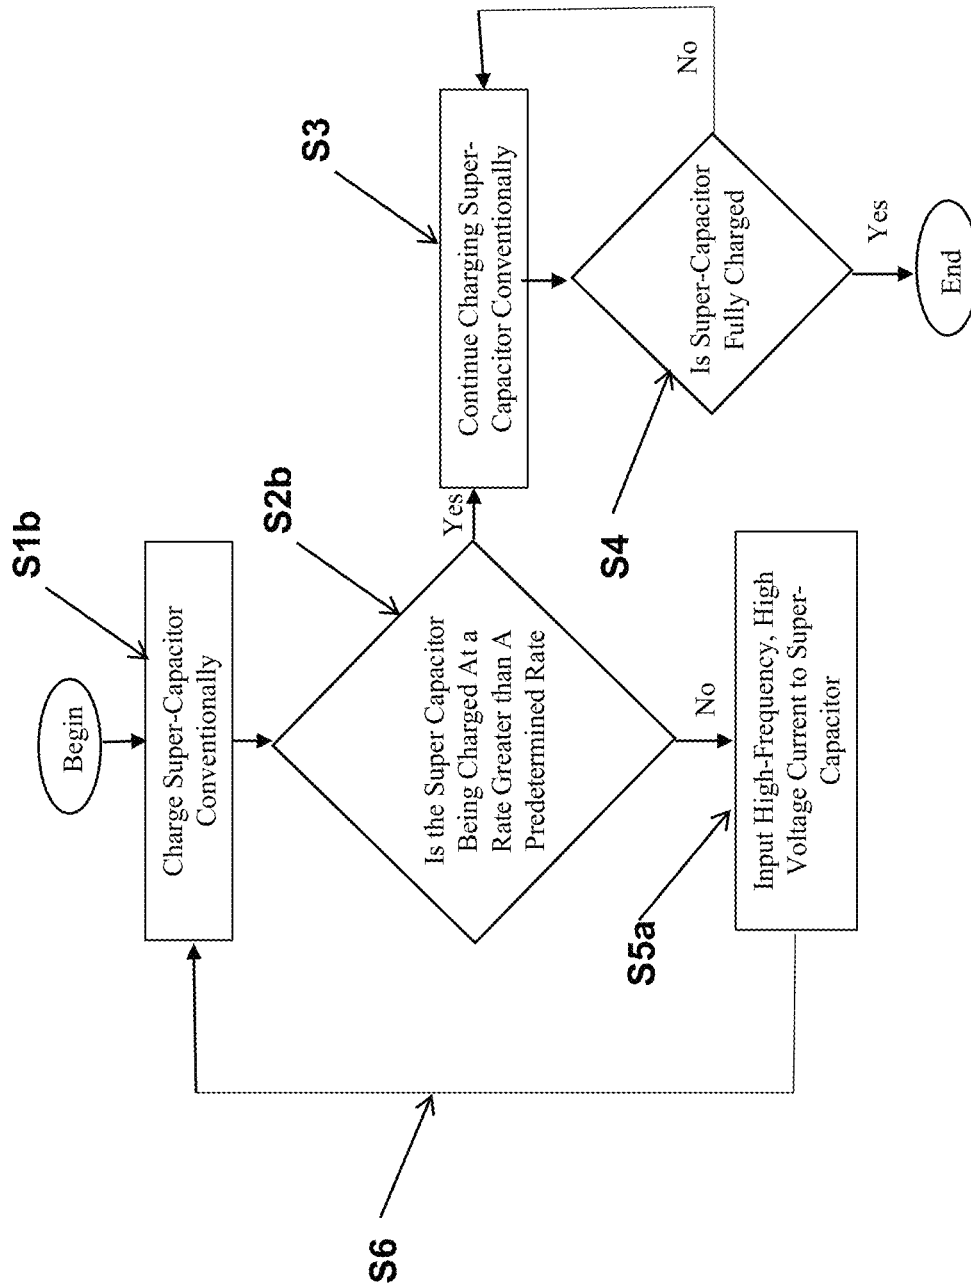 Begin
S1b
Charge Super-Capacitor
Conventionally
S2b
Is the Super Capacitor
Being Charged At a
Rate Greater than A
Predetermined Rate
Yes
No
S3
Continue Charging Super-
Capacitor Conventionally
S4
Is Super-Capacitor
Fully Charged
No
Yes
End
S5a
Input High-Frequency, High
Voltage Current to Super-
Capacitor
S6